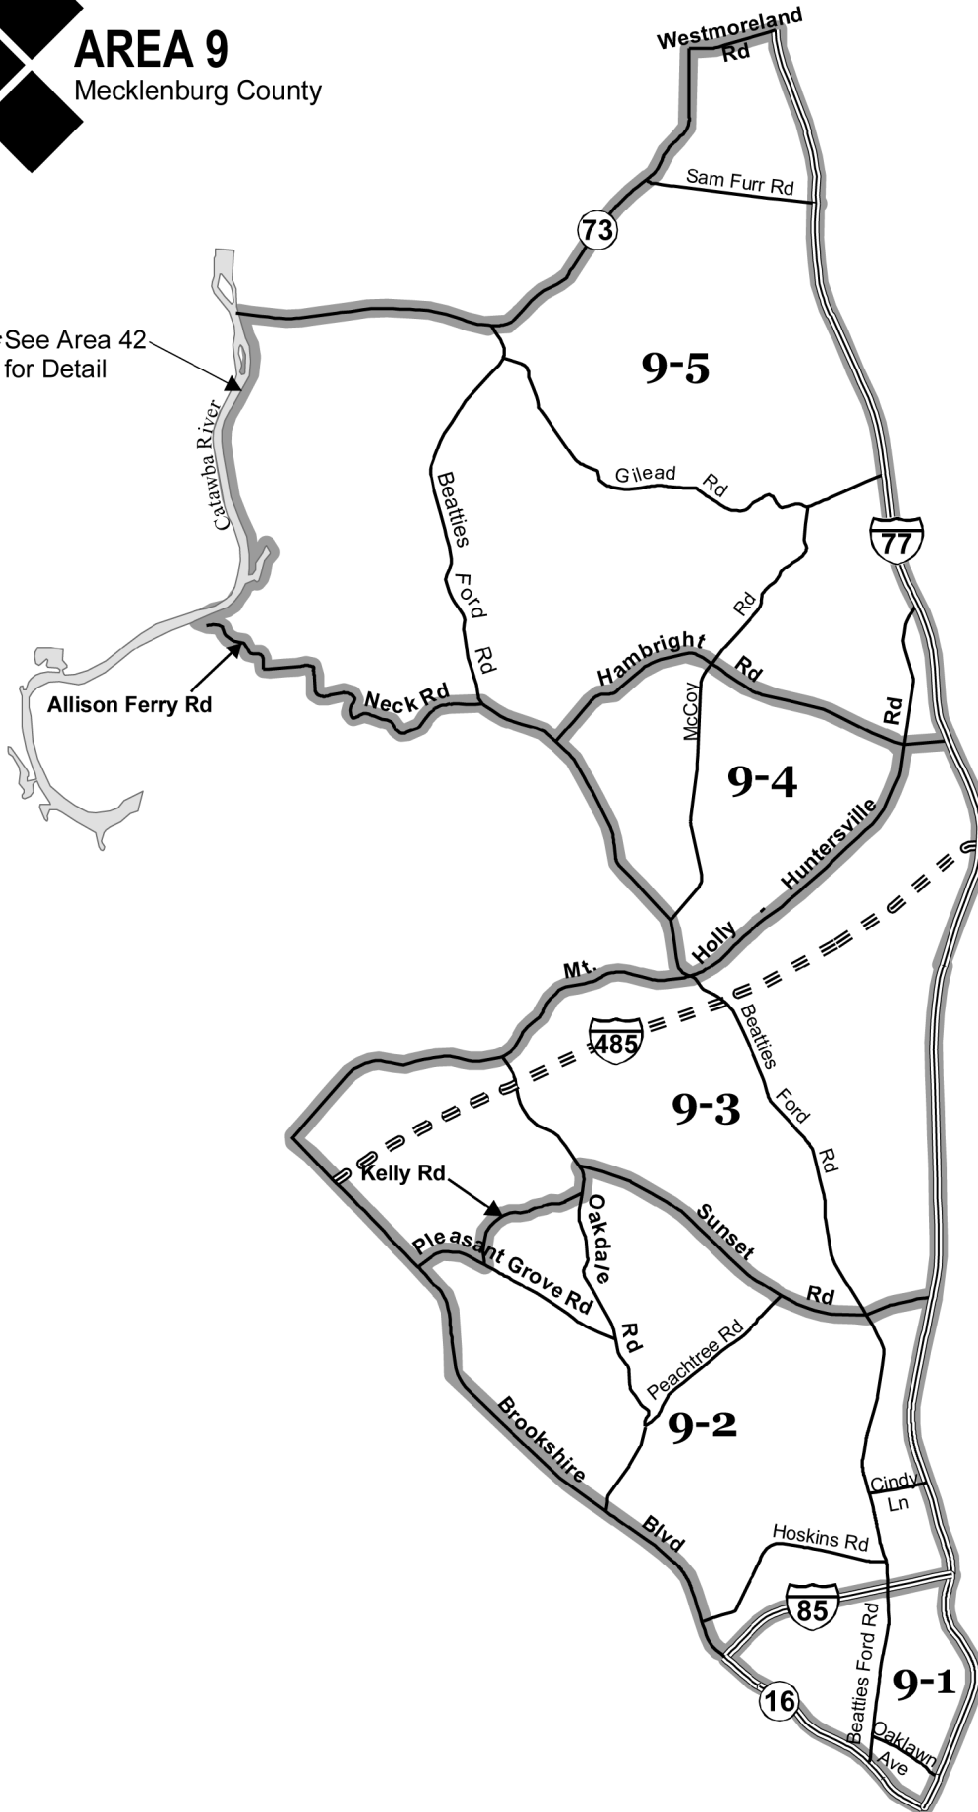 AREA 9
Mecklenburg County
Westmoreland
Rd
Sam Furr Rd
73
See Area 42
for Detail
Catawba River
9-5
Gilead Rd
Beatties Ford Rd
77
Rd
Hambright Rd
McCoy
Allison Ferry Rd
Neck Rd
Rd
9-4
Mt. Holly - Huntersville
485
Beatties Ford Rd
9-3
Kelly Rd
Pleasant Grove Rd
Oakdale Rd
Sunset Rd
Peachtree Rd
9-2
Brookshire Blvd
Cindy
Ln
Hoskins Rd
85
Beatties Ford Rd
9-1
16
Oaklawn
Ave